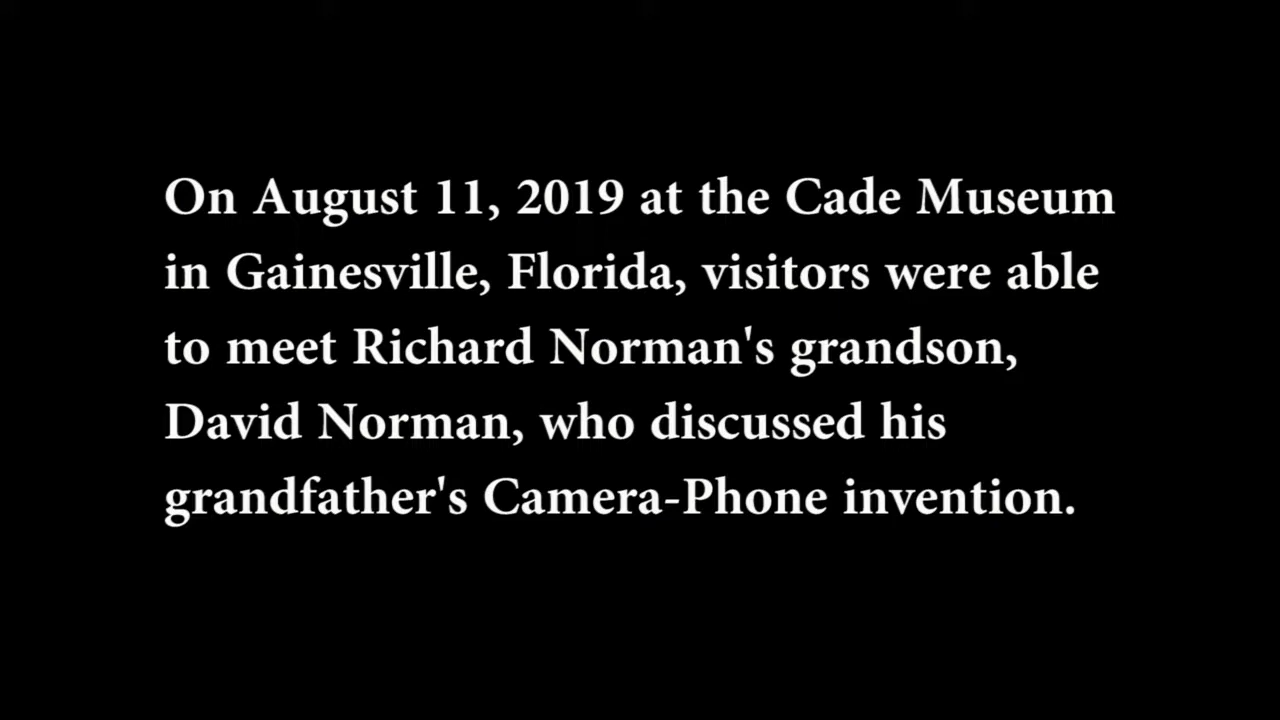 On August 11, 2019 at the Cade Museum
in Gainesville, Florida, visitors were able
to meet Richard Norman's grandson,
David Norman, who discussed his
grandfather's Camera-Phone invention.